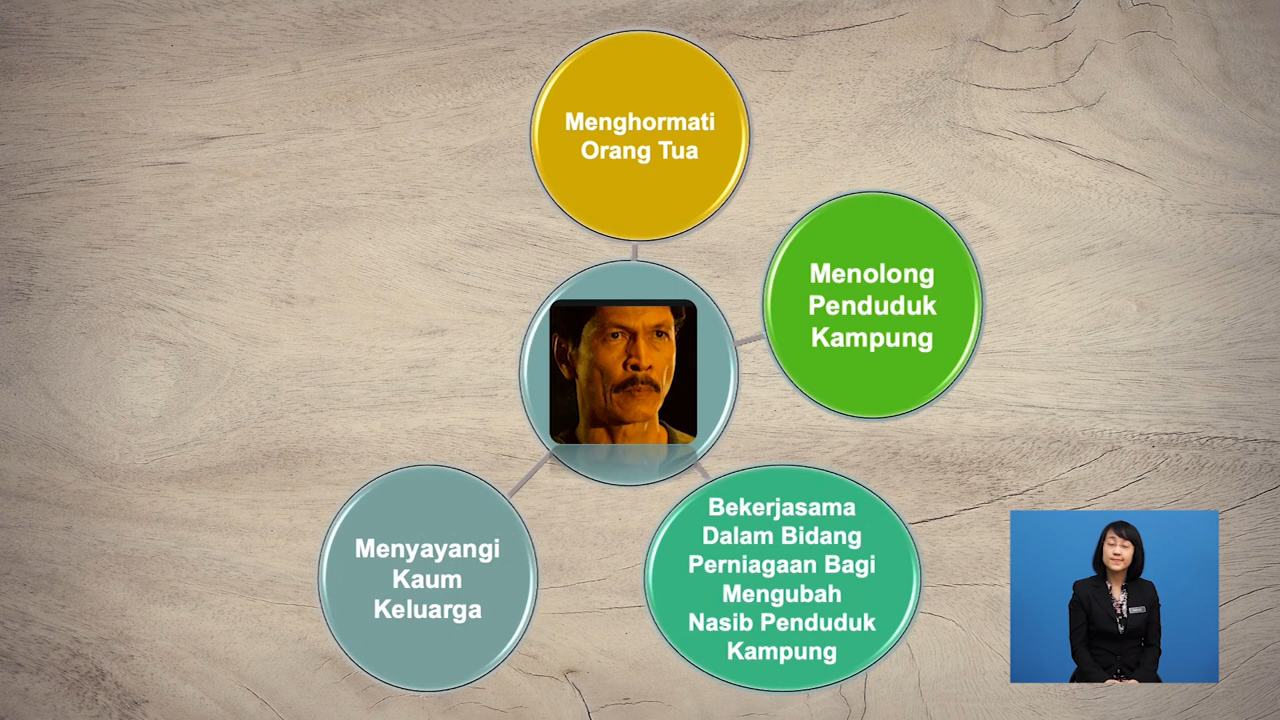 Menghormati
Orang Tua
Menolong
Penduduk
Kampung
Menyayangi
Kaum
Keluarga
Bekerjasama
Dalam Bidang
Perniagaan Bagi
Mengubah
Nasib Penduduk
Kampung